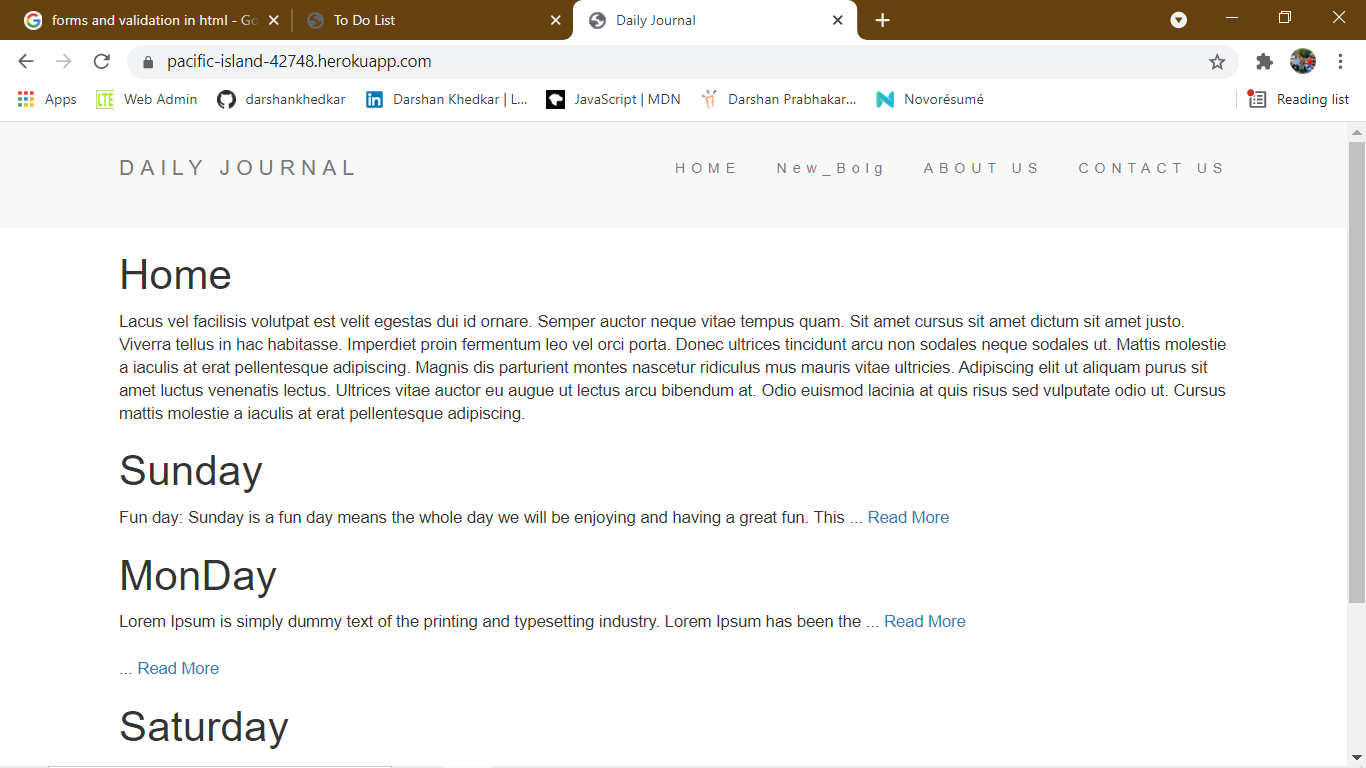 forms and validation in html - Go
To Do List
Daily Journal
pacific-island-42748.herokuapp.com
Apps
LTE Web Admin
darshankhedkar
in Darshan Khedkar | L...
JavaScript | MDN
Darshan Prabhakar...
Novorésumé
Reading list
DAILY JOURNAL
HOME New_Bolg ABOUT US CONTACT US
Home
Lacus vel facilisis volutpat est velit egestas dui id ornare. Semper auctor neque vitae tempus quam. Sit amet cursus sit amet dictum sit amet justo.
Viverra tellus in hac habitasse. Imperdiet proin fermentum leo vel orci porta. Donec ultrices tincidunt arcu non sodales neque sodales ut. Mattis molestie
a iaculis at erat pellentesque adipiscing. Magnis dis parturient montes nascetur ridiculus mus mauris vitae ultricies. Adipiscing elit ut aliquam purus sit
amet luctus venenatis lectus. Ultrices vitae auctor eu augue ut lectus arcu bibendum at. Odio euismod lacinia at quis risus sed vulputate odio ut. Cursus
mattis molestie a iaculis at erat pellentesque adipiscing.
Sunday
Fun day: Sunday is a fun day means the whole day we will be enjoying and having a great fun. This ... Read More
MonDay
Lorem Ipsum is simply dummy text of the printing and typesetting industry. Lorem Ipsum has been the ... Read More
... Read More
Saturday